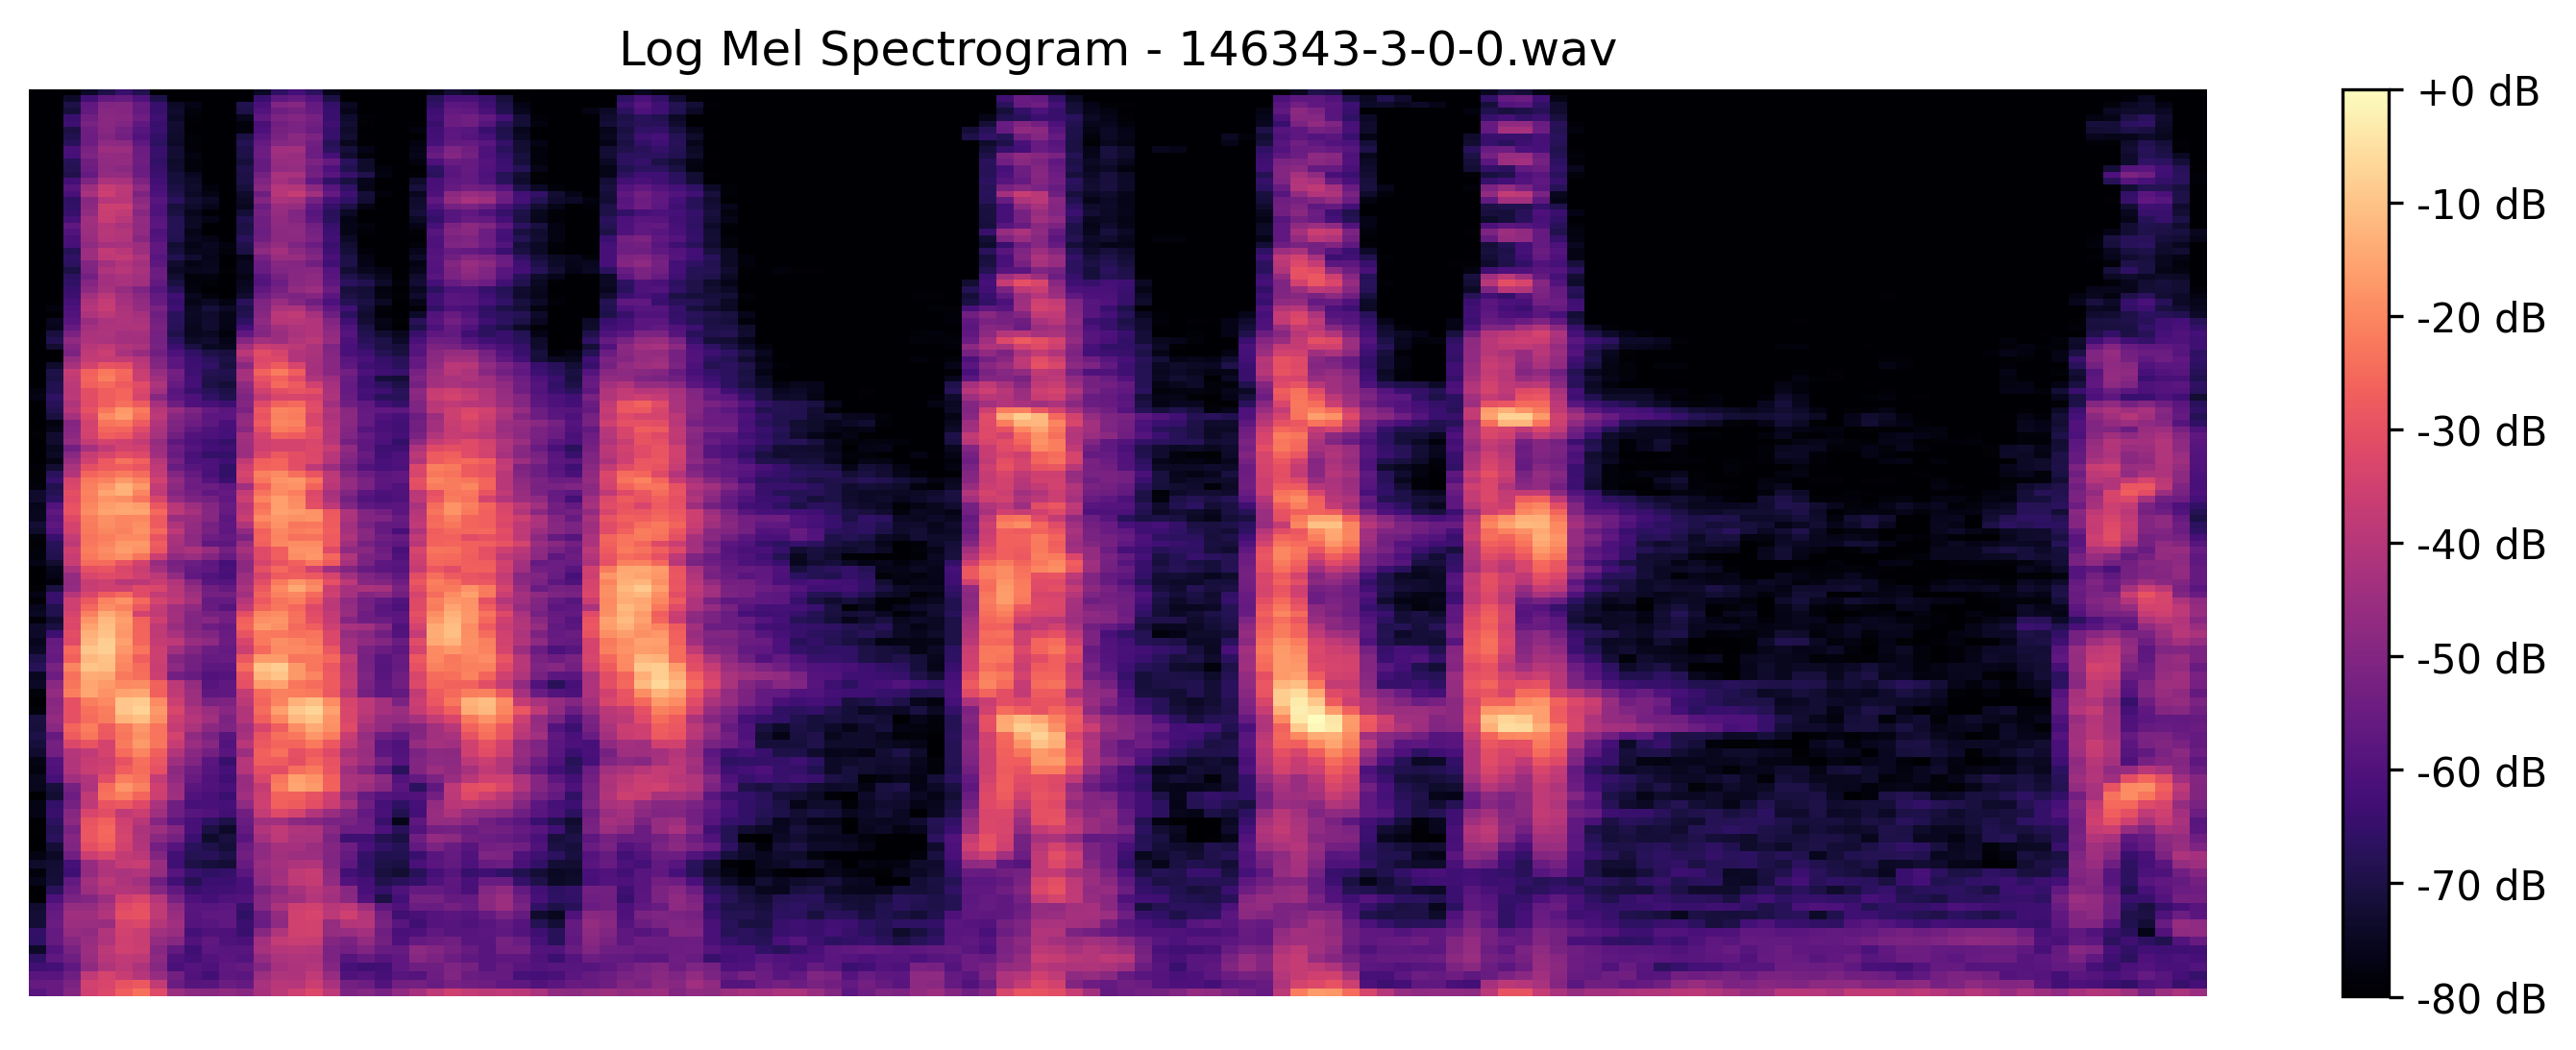 Log Mel Spectrogram - 146343-3-0-0.wav
+0 dB
-10 dB
-20 dB
-30 dB
-40 dB
-50 dB
-60 dB
-70 dB
-80 dB